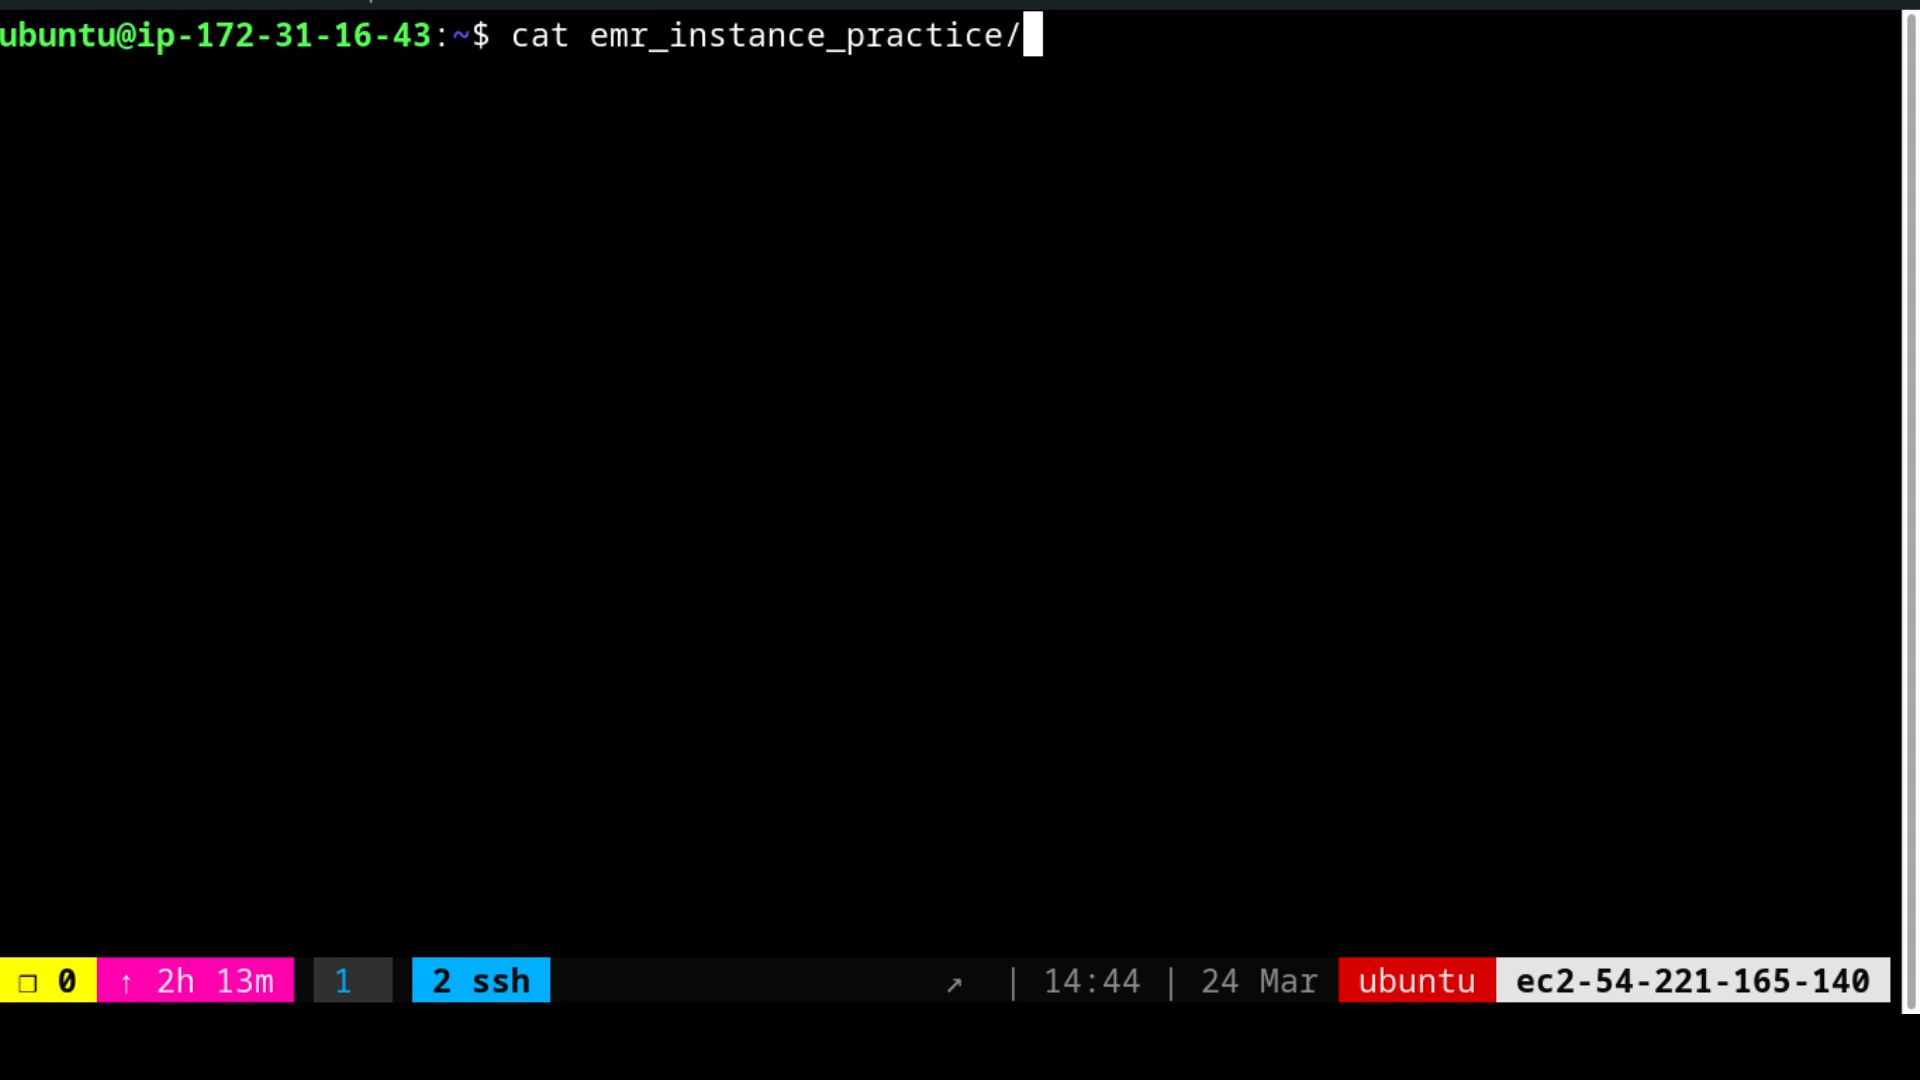 ubuntu@ip-172-31-16-43:~$ cat emr_instance_practice/
❐ 0 ↑ 2h 13m 1 2 ssh ↗ | 14:44 | 24 Mar ubuntu ec2-54-221-165-140